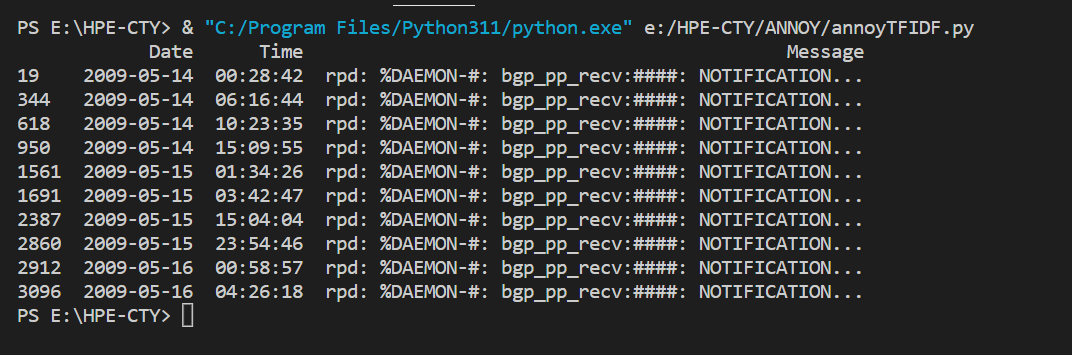 PS E:\HPE-CTY> & "C:/Program Files/Python311/python.exe" e:/HPE-CTY/ANNOY/annoyTFIDF.py
Date Time Message
19 2009-05-14 00:28:42 rpd: %DAEMON-#: bgp_pp_recv:####: NOTIFICATION...
344 2009-05-14 06:16:44 rpd: %DAEMON-#: bgp_pp_recv:####: NOTIFICATION...
618 2009-05-14 10:23:35 rpd: %DAEMON-#: bgp_pp_recv:####: NOTIFICATION...
950 2009-05-14 15:09:55 rpd: %DAEMON-#: bgp_pp_recv:####: NOTIFICATION...
1561 2009-05-15 01:34:26 rpd: %DAEMON-#: bgp_pp_recv:####: NOTIFICATION...
1691 2009-05-15 03:42:47 rpd: %DAEMON-#: bgp_pp_recv:####: NOTIFICATION...
2387 2009-05-15 15:04:04 rpd: %DAEMON-#: bgp_pp_recv:####: NOTIFICATION...
2860 2009-05-15 23:54:46 rpd: %DAEMON-#: bgp_pp_recv:####: NOTIFICATION...
2912 2009-05-16 00:58:57 rpd: %DAEMON-#: bgp_pp_recv:####: NOTIFICATION...
3096 2009-05-16 04:26:18 rpd: %DAEMON-#: bgp_pp_recv:####: NOTIFICATION...
PS E:\HPE-CTY>